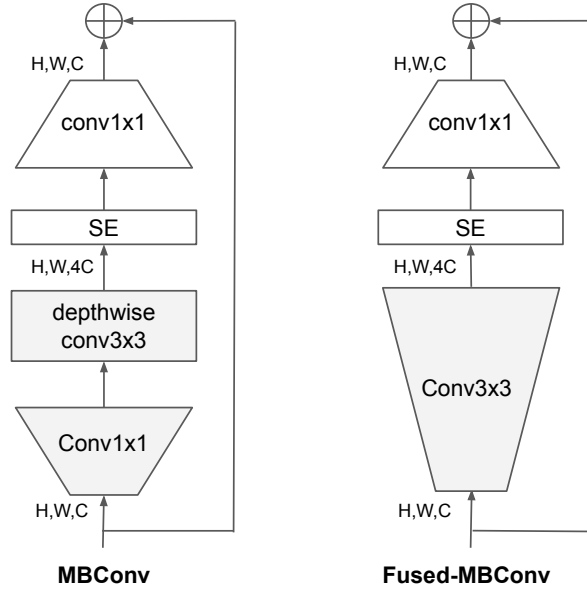 H,W,C
conv1x1
SE
H,W,4C
depthwise
conv3x3
Conv1x1
H,W,C
MBConv
H,W,C
conv1x1
SE
H,W,4C
Conv3x3
H,W,C
Fused-MBConv